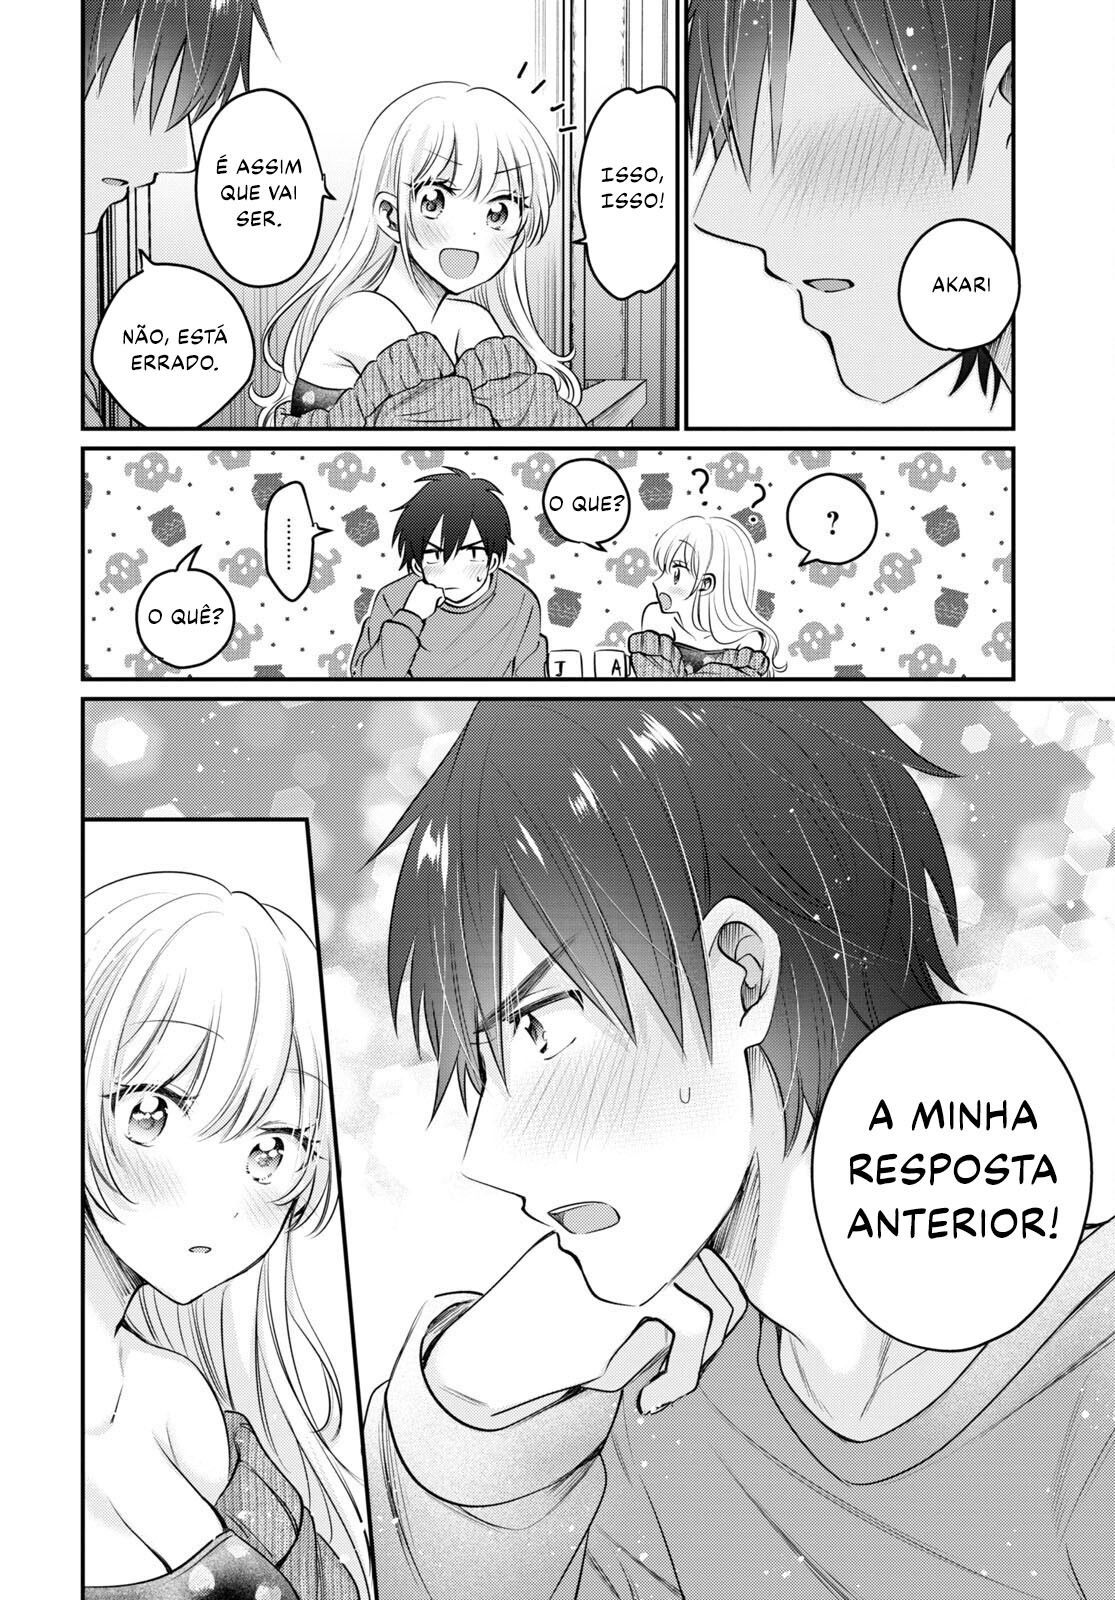 AKARI
ISSO,
ISSO!
É ASSIM
QUE VAI
SER.
NÃO, ESTÁ
ERRADO.
?
? ? ?
O QUE?
.........
O QUÊ?
J A
A MINHA
RESPOSTA
ANTERIOR!